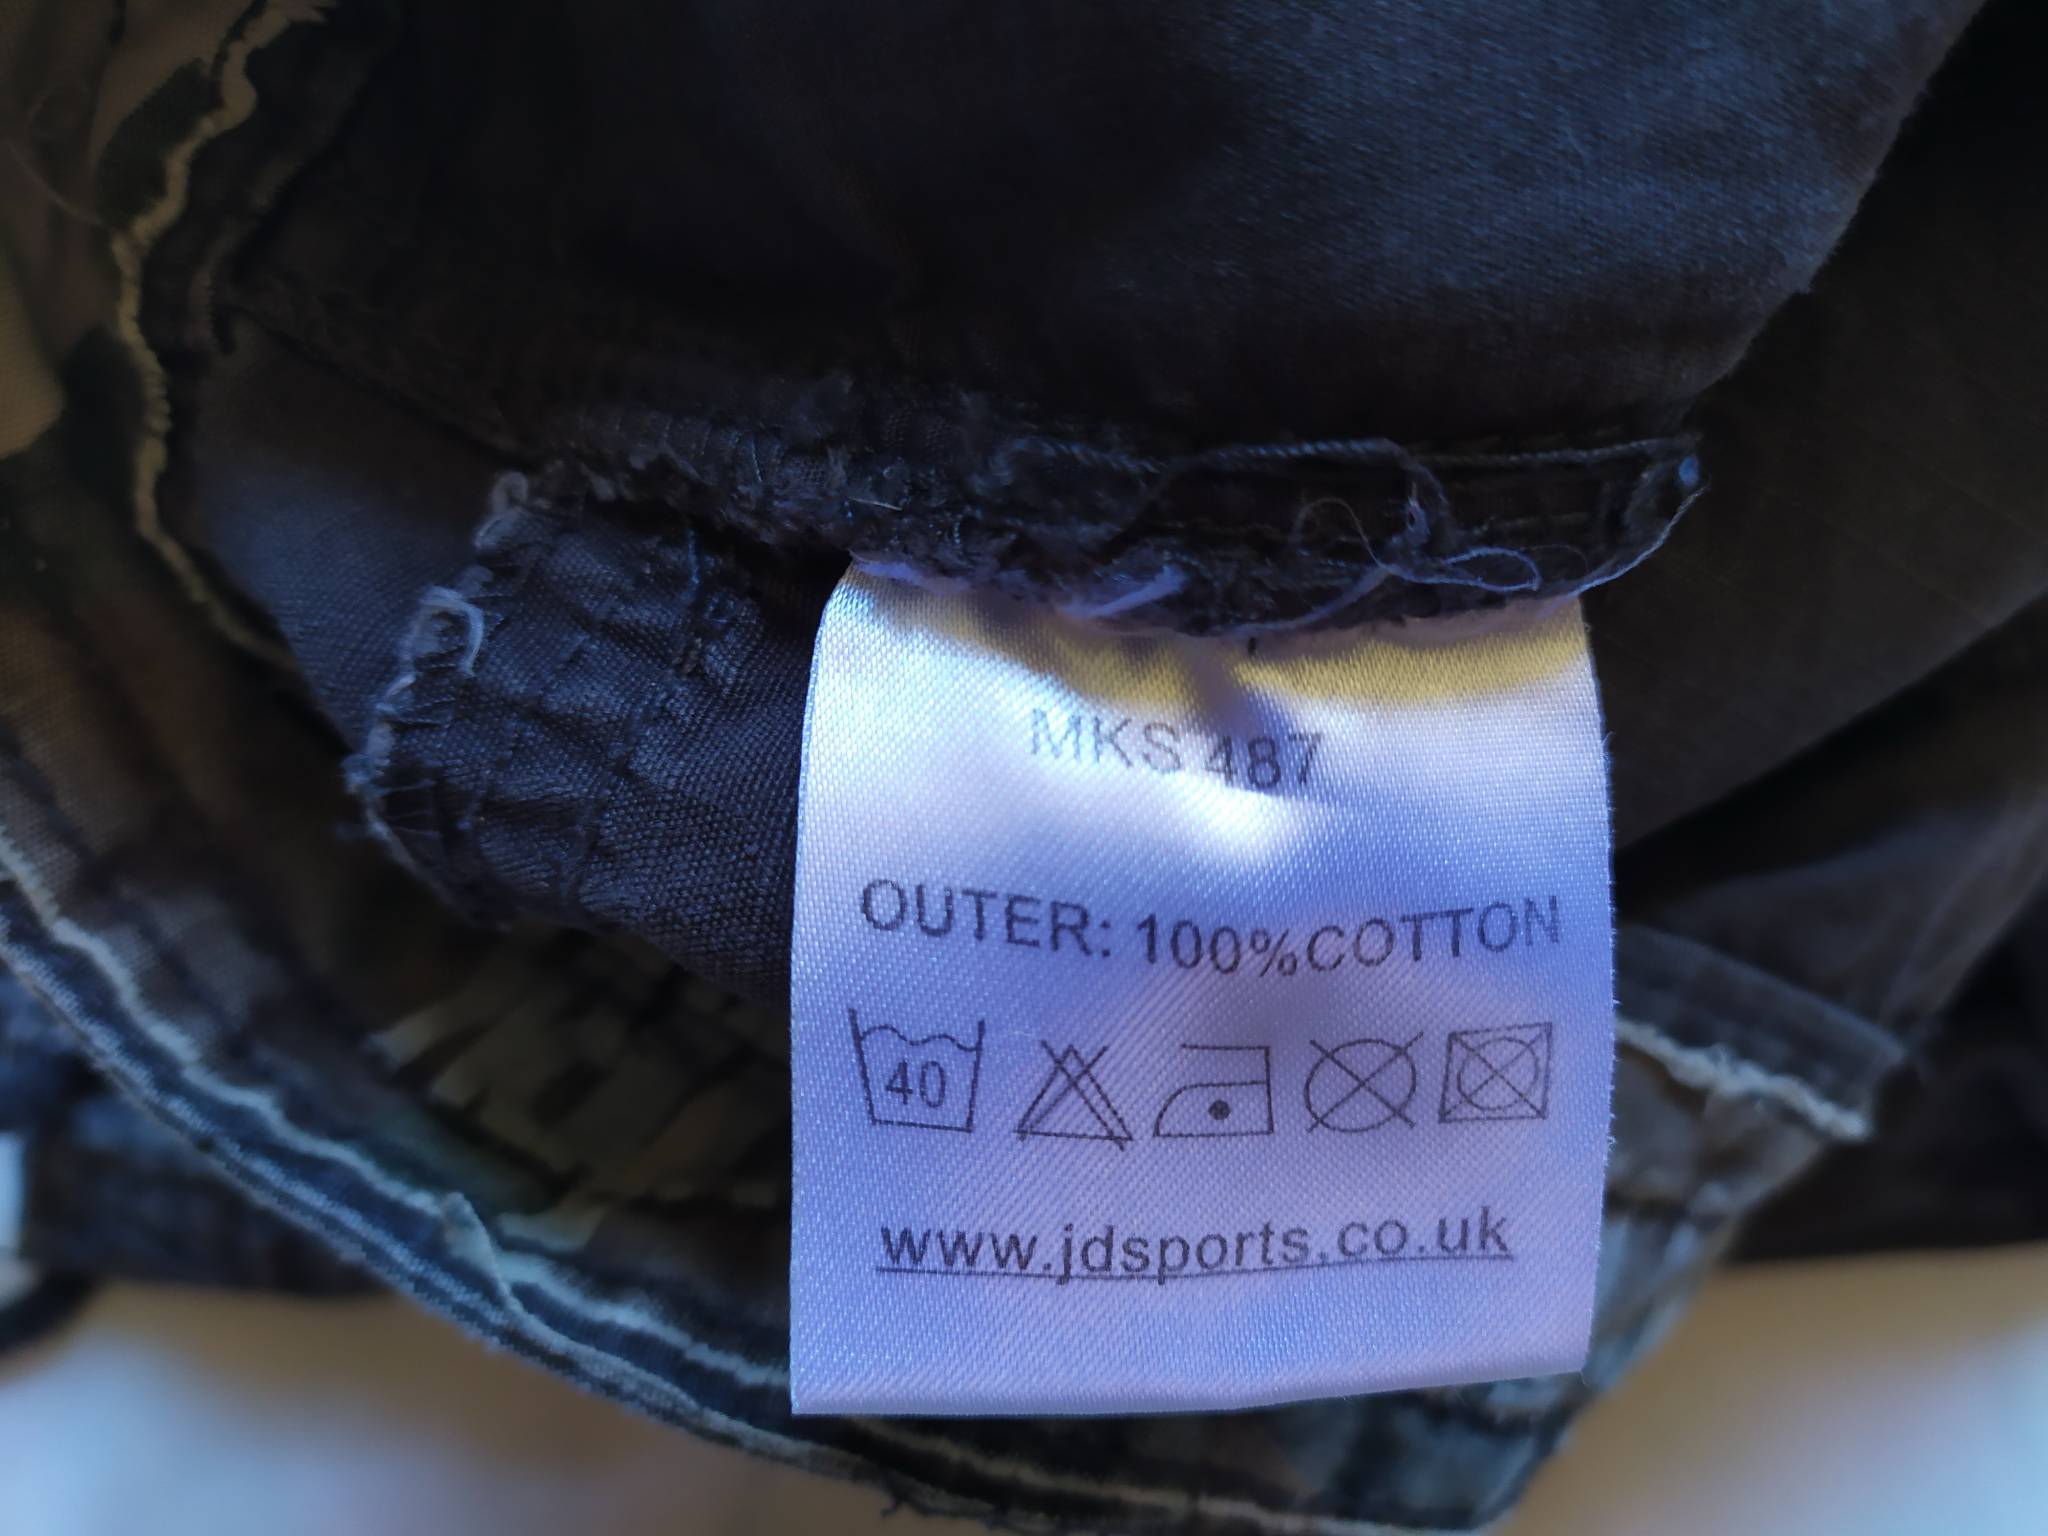 MKS 487
OUTER: 100%COTTON
40
www.jdsports.co.uk